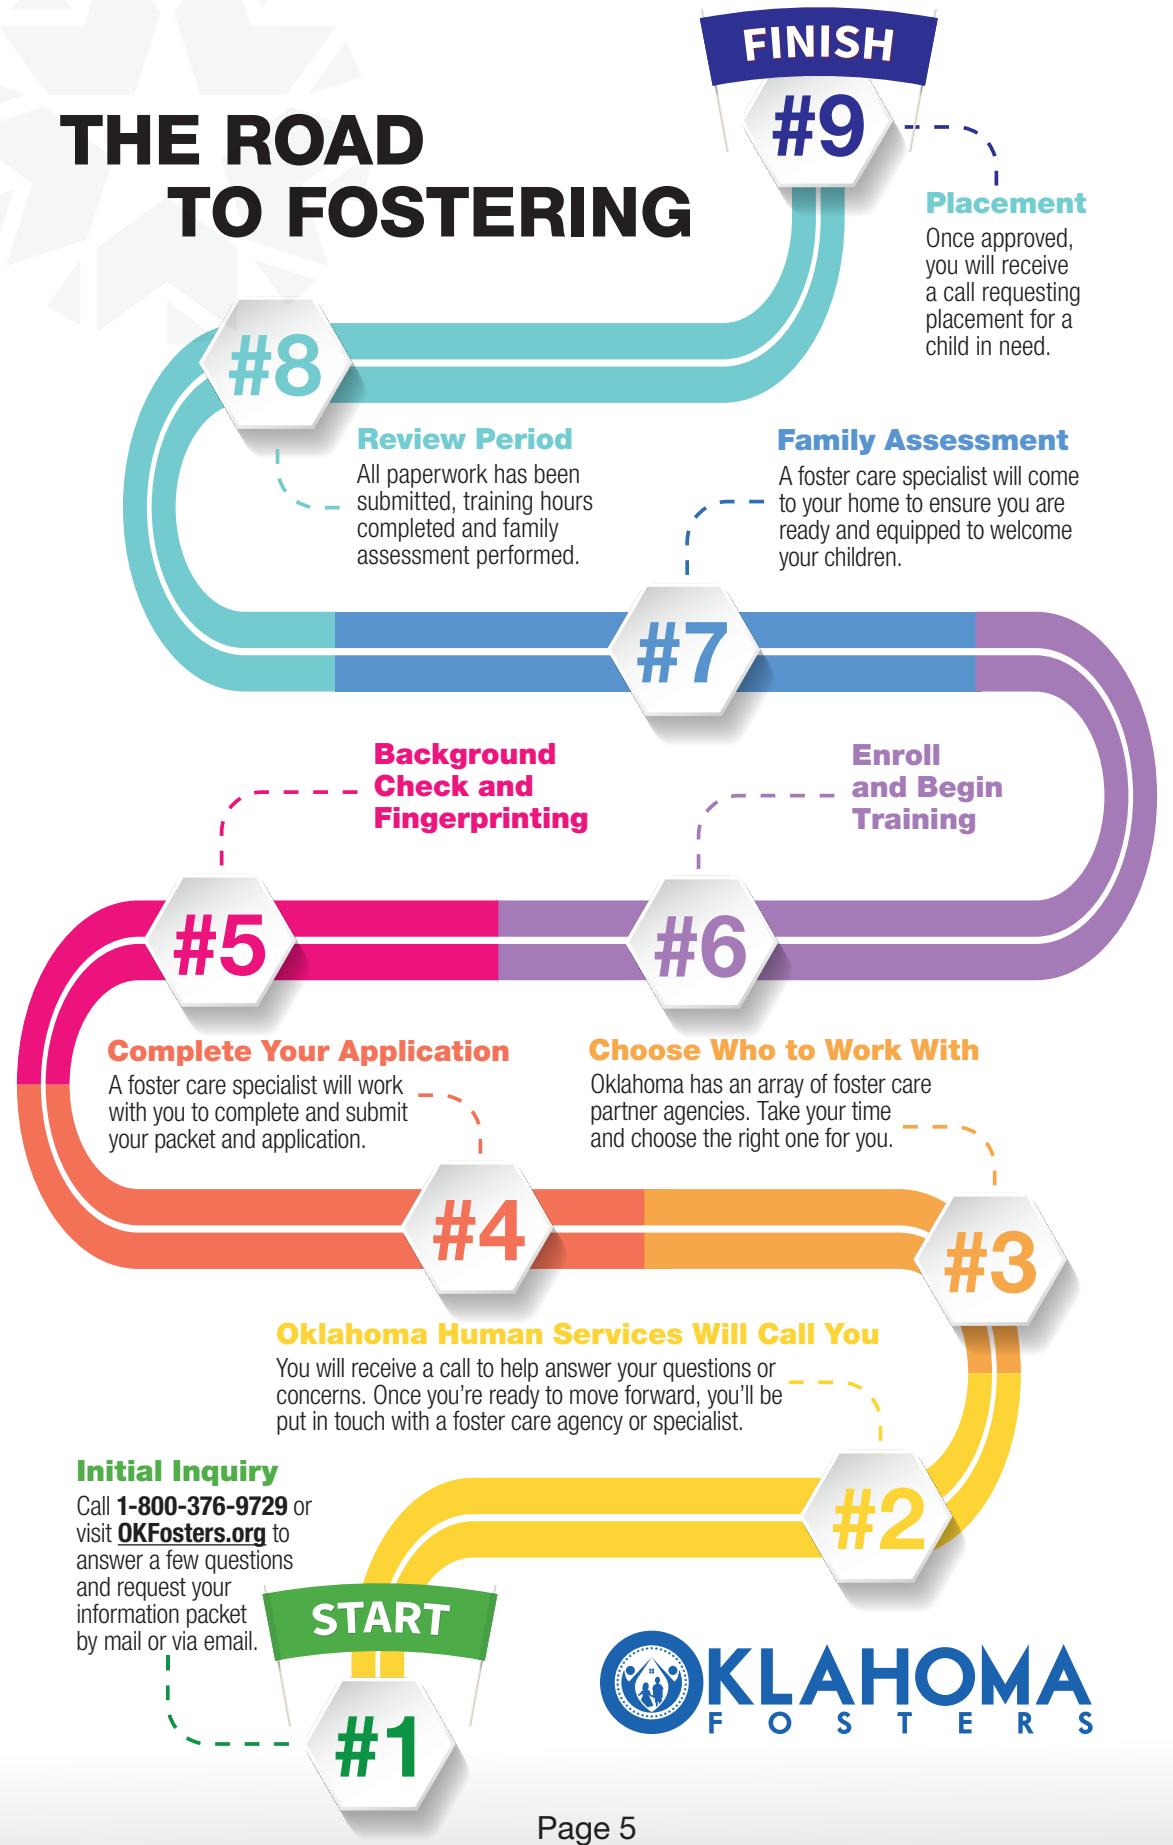 FINISH
#9
THE ROAD
TO FOSTERING
Placement
Once approved,
you will receive
a call requesting
placement for a
child in need.
#8
Review Period
All paperwork has been
submitted, training hours
completed and family
assessment performed.
Family Assessment
A foster care specialist will come
to your home to ensure you are
ready and equipped to welcome
your children.
#7
Background
Check and
Fingerprinting
Enroll
and Begin
Training
#5
#6
Complete Your Application
A foster care specialist will work
with you to complete and submit
your packet and application.
Choose Who to Work With
Oklahoma has an array of foster care
partner agencies. Take your time
and choose the right one for you.
#4
#3
Oklahoma Human Services Will Call You
You will receive a call to help answer your questions or
concerns. Once you're ready to move forward, you'll be
put in touch with a foster care agency or specialist.
#2
Initial Inquiry
Call 1-800-376-9729 or
visit OKFosters.org to
answer a few questions
and request your
information packet
by mail or via email.
START
#1
OKLAHOMA
FOSTERS
Page 5